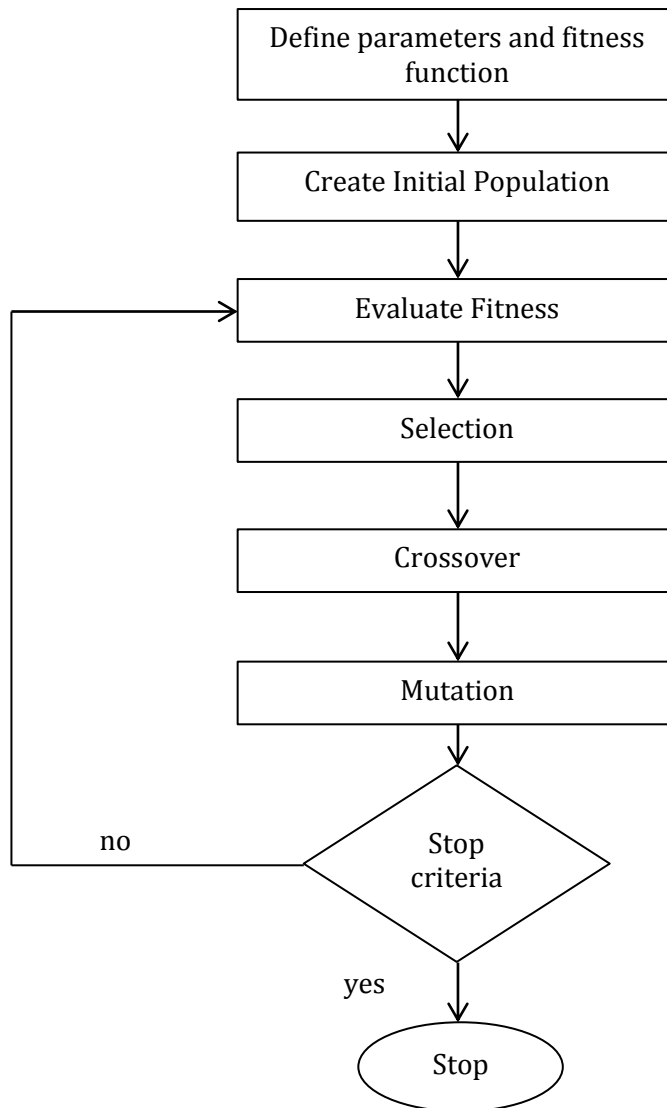 Define parameters and fitness
function
Create Initial Population
Evaluate Fitness
Selection
Crossover
Mutation
Stop
criteria
no
yes
Stop